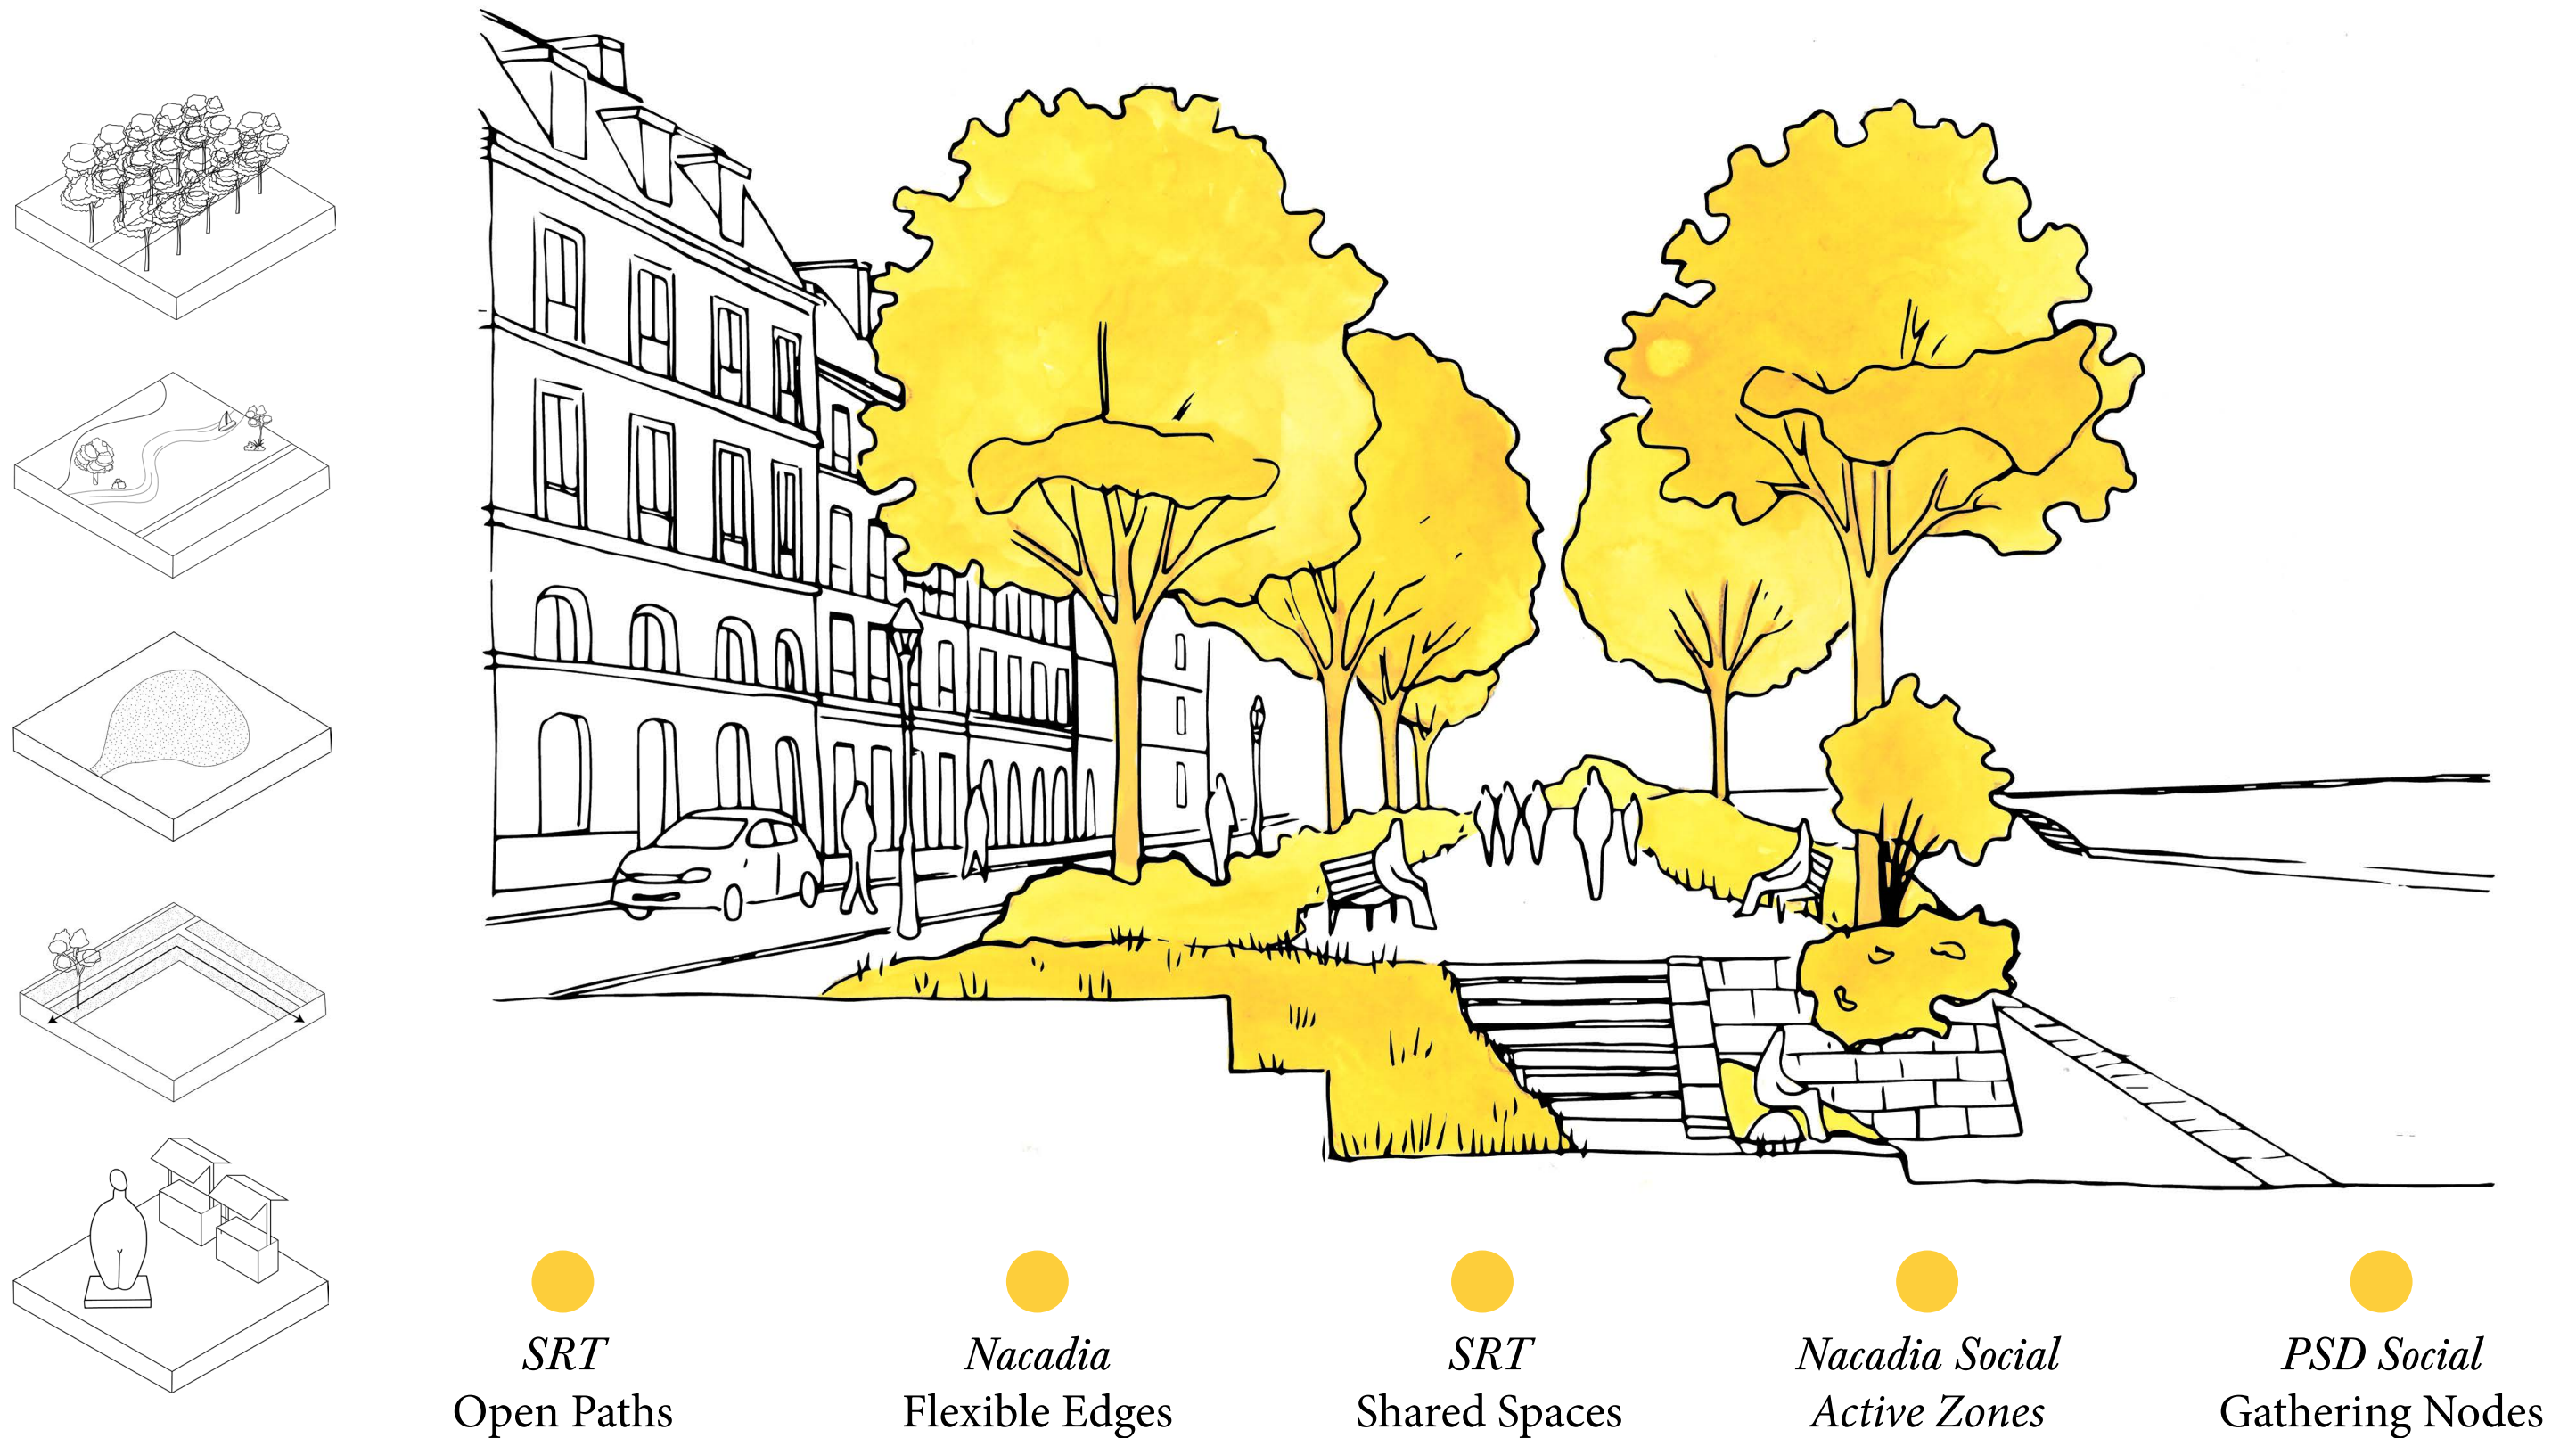 SRT
Open Paths
Nacadia
Flexible Edges
SRT
Shared Spaces
Nacadia Social
Active Zones
PSD Social
Gathering Nodes